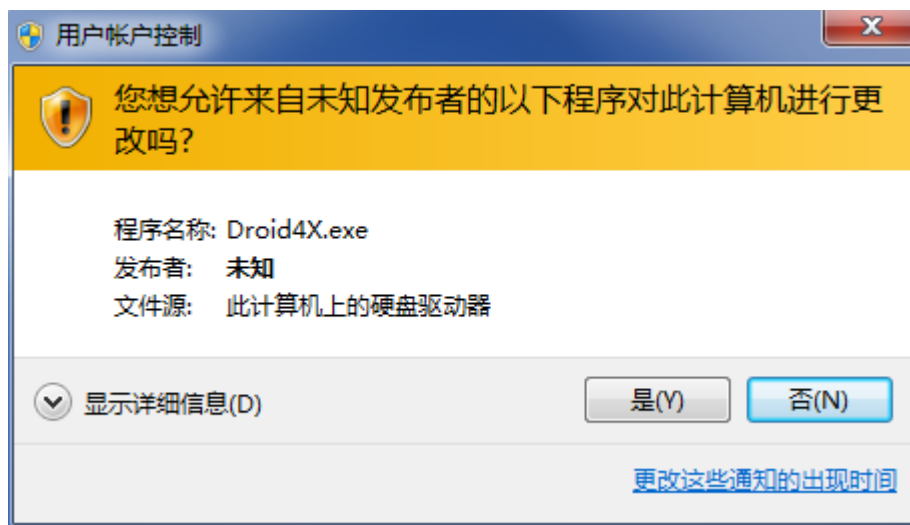 用户帐户控制
您想允许来自未知发布者的以下程序对此计算机进行更
改吗?
程序名称: Droid4X.exe
发布者: 未知
文件源: 此计算机上的硬盘驱动器
显示详细信息(D)
是(Y)
否(N)
更改这些通知的出现时间